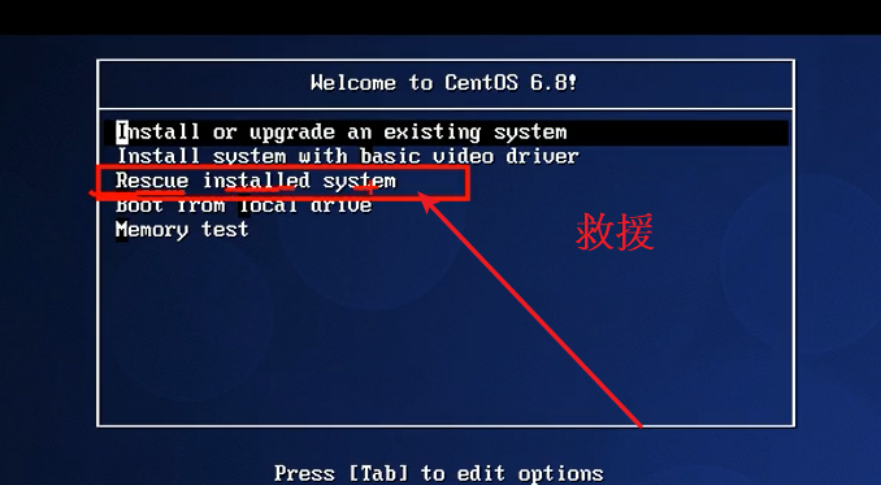 Welcome to CentOS 6.8!
Install or upgrade an existing system
Install system with basic video driver
Rescue installed system
Boot from local drive
Memory test
救援
Press [Tab] to edit options